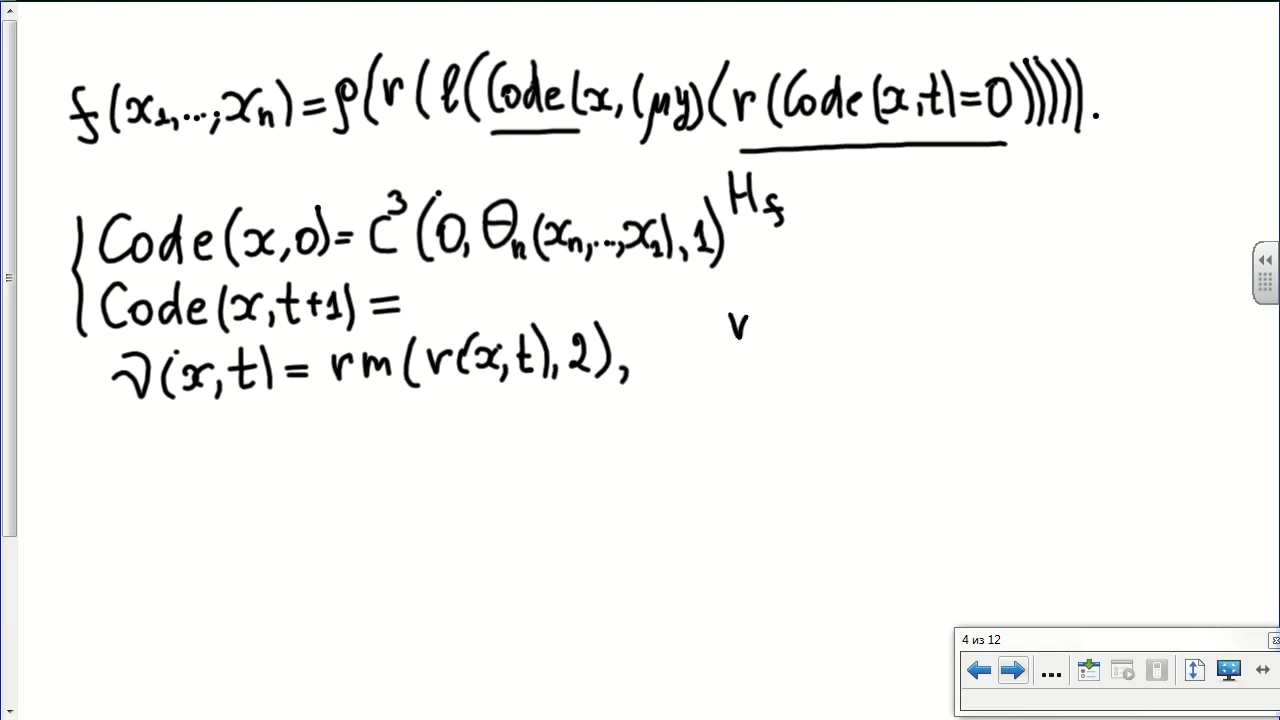 f(x₁,...,xₙ)=ρ(r(l(Code(x,(μy)(r(Code(x,t)=0)))))).
Code(x,0)=C³(0,θₙ(xₙ,...,x₁),1)
H_f
Code(x,t+1)=
r
ν(x,t)=rm(r(x,t),2),
4 из 12